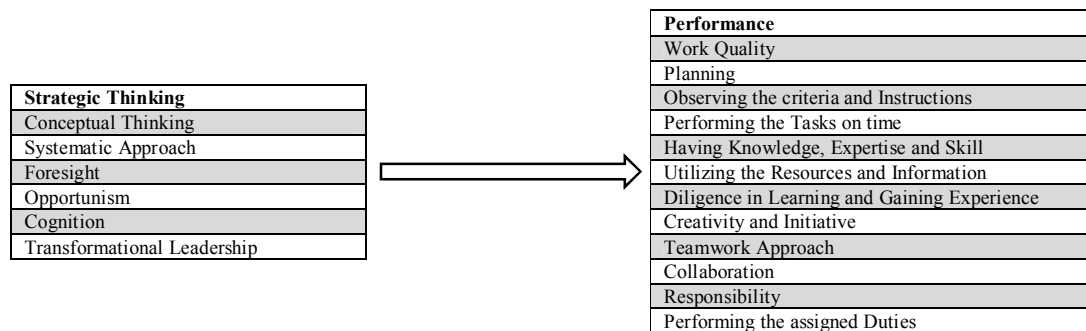 Strategic Thinking
Conceptual Thinking
Systematic Approach
Foresight
Opportunism
Cognition
Transformational Leadership
Performance
Work Quality
Planning
Observing the criteria and Instructions
Performing the Tasks on time
Having Knowledge, Expertise and Skill
Utilizing the Resources and Information
Diligence in Learning and Gaining Experience
Creativity and Initiative
Teamwork Approach
Collaboration
Responsibility
Performing the assigned Duties